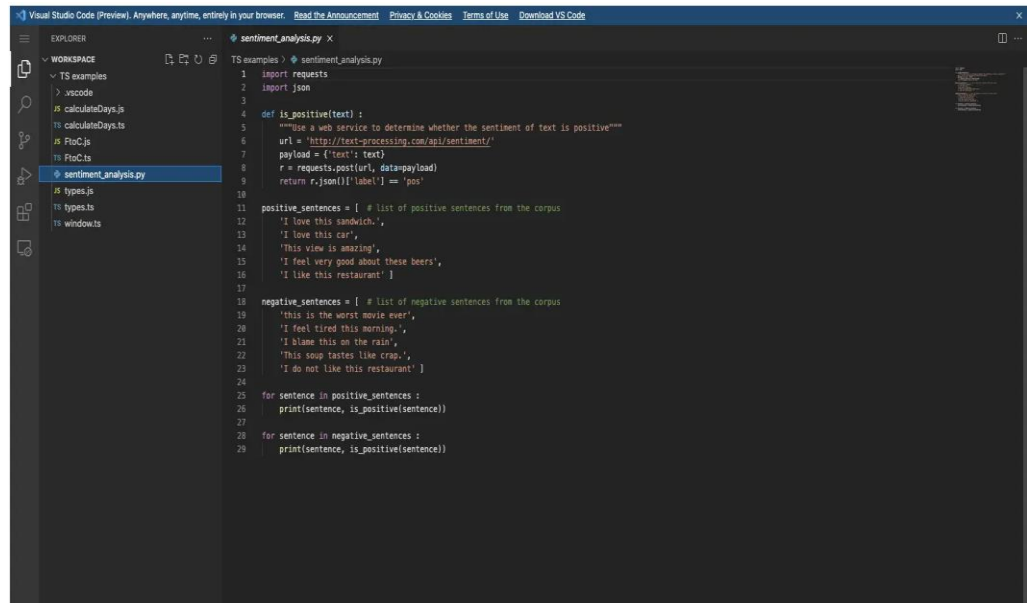 Visual Studio Code (Preview). Anywhere, anytime, entirely in your browser. Read the Announcement Privacy & Cookies Terms of Use Download VS Code
EXPLORER
WORKSPACE
TS examples
.vscode
JS calculateDays.js
TS calculateDays.ts
JS FtoC.js
TS FtoC.ts
sentiment_analysis.py
JS types.js
TS types.ts
TS window.ts
sentiment_analysis.py
TS examples > sentiment_analysis.py
1 import requests
2 import json
3
4 def is_positive(text) :
5 """Use a web service to determine whether the sentiment of text is positive"""
6 url = 'http://text-processing.com/api/sentiment/'
7 payload = {'text': text}
8 r = requests.post(url, data=payload)
9 return r.json()['label'] == 'pos'
10
11 positive_sentences = [ # list of positive sentences from the corpus
12 'I love this sandwich.',
13 'I love this car',
14 'This view is amazing',
15 'I feel very good about these beers',
16 'I like this restaurant' ]
17
18 negative_sentences = [ # list of negative sentences from the corpus
19 'this is the worst movie ever',
20 'I feel tired this morning.',
21 'I blame this on the rain',
22 'This soup tastes like crap.',
23 'I do not like this restaurant' ]
24
25 for sentence in positive_sentences :
26 print(sentence, is_positive(sentence))
27
28 for sentence in negative_sentences :
29 print(sentence, is_positive(sentence))